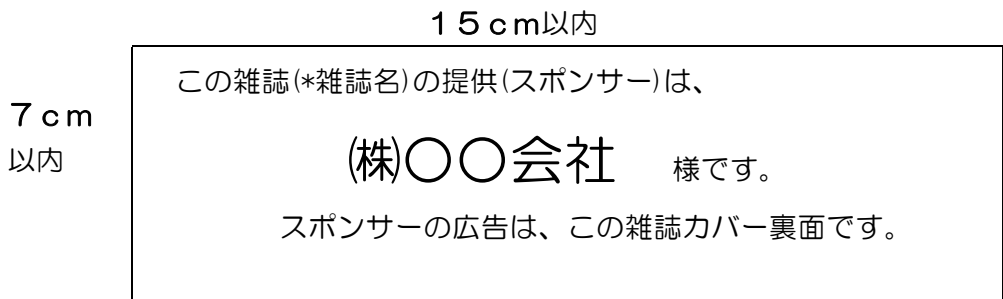 15cm以内
7cm
以内
この雑誌(*雑誌名)の提供(スポンサー)は、
㈱〇〇会社 様です。
スポンサーの広告は、この雑誌カバー裏面です。